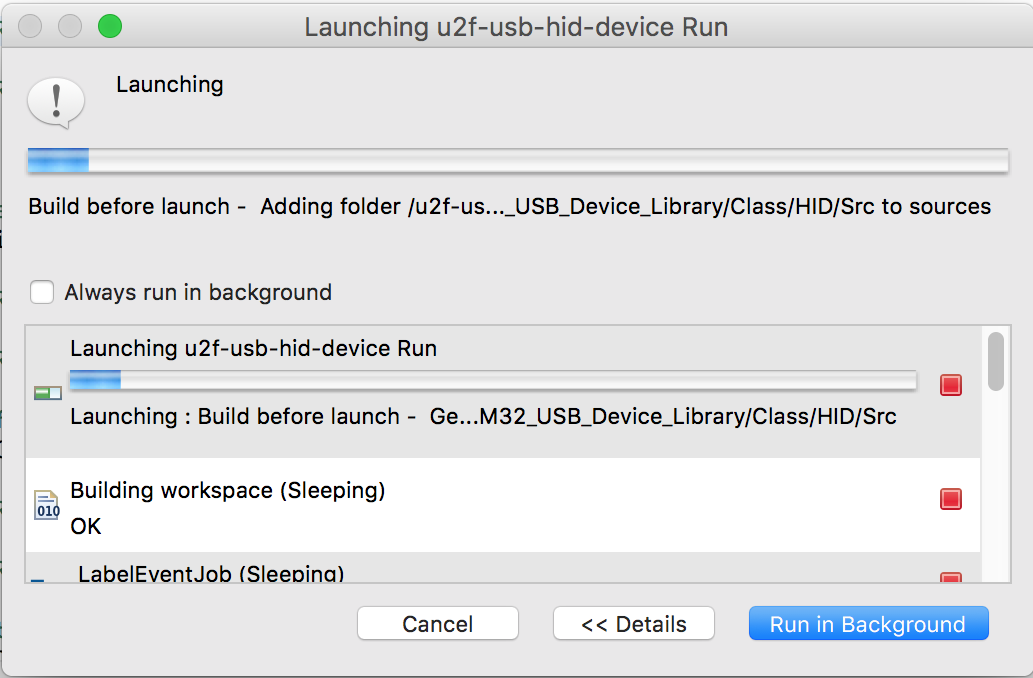 Launching u2f-usb-hid-device Run
Launching
Build before launch -  Adding folder /u2f-us..._USB_Device_Library/Class/HID/Src to sources
Always run in background
Launching u2f-usb-hid-device Run
Launching : Build before launch -  Ge...M32_USB_Device_Library/Class/HID/Src
010
Building workspace (Sleeping)
OK
LabelEventJob (Sleeping)
Cancel
<< Details
Run in Background